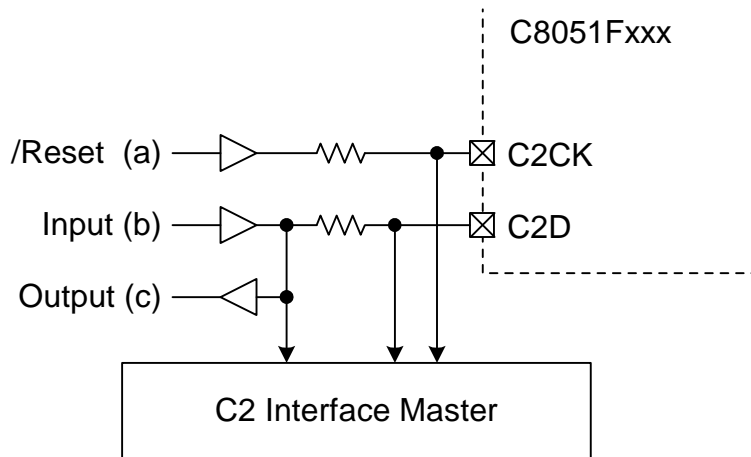 C8051Fxxx
/Reset (a)
C2CK
Input (b)
C2D
Output (c)
C2 Interface Master